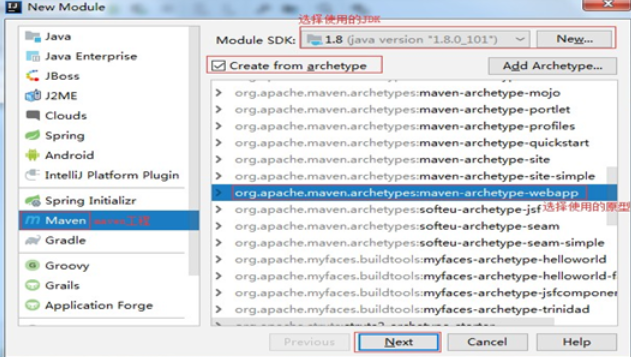 New Module
选择使用的JDK
Module SDK: 1.8 (java version "1.8.0_101") New...
Create from archetype Add Archetype...
Java
Java Enterprise
JBoss
J2ME
Clouds
Spring
Android
IntelliJ Platform Plugin
Spring Initializr
Maven maven工程
Gradle
Groovy
Grails
Application Forge
org.apache.maven.archetypes:maven-archetype-mojo
org.apache.maven.archetypes:maven-archetype-portlet
org.apache.maven.archetypes:maven-archetype-profiles
org.apache.maven.archetypes:maven-archetype-quickstart
org.apache.maven.archetypes:maven-archetype-site
org.apache.maven.archetypes:maven-archetype-site-simple
org.apache.maven.archetypes:maven-archetype-webapp
org.apache.maven.archetypes:softeu-archetype-jsf
选择使用的原型
org.apache.maven.archetypes:softeu-archetype-seam
org.apache.maven.archetypes:softeu-archetype-seam-simple
org.apache.myfaces.buildtools:myfaces-archetype-helloworld
org.apache.myfaces.buildtools:myfaces-archetype-helloworld-f
org.apache.myfaces.buildtools:myfaces-archetype-jsfcomponen
org.apache.myfaces.buildtools:myfaces-archetype-trinidad
Previous Next Cancel Help